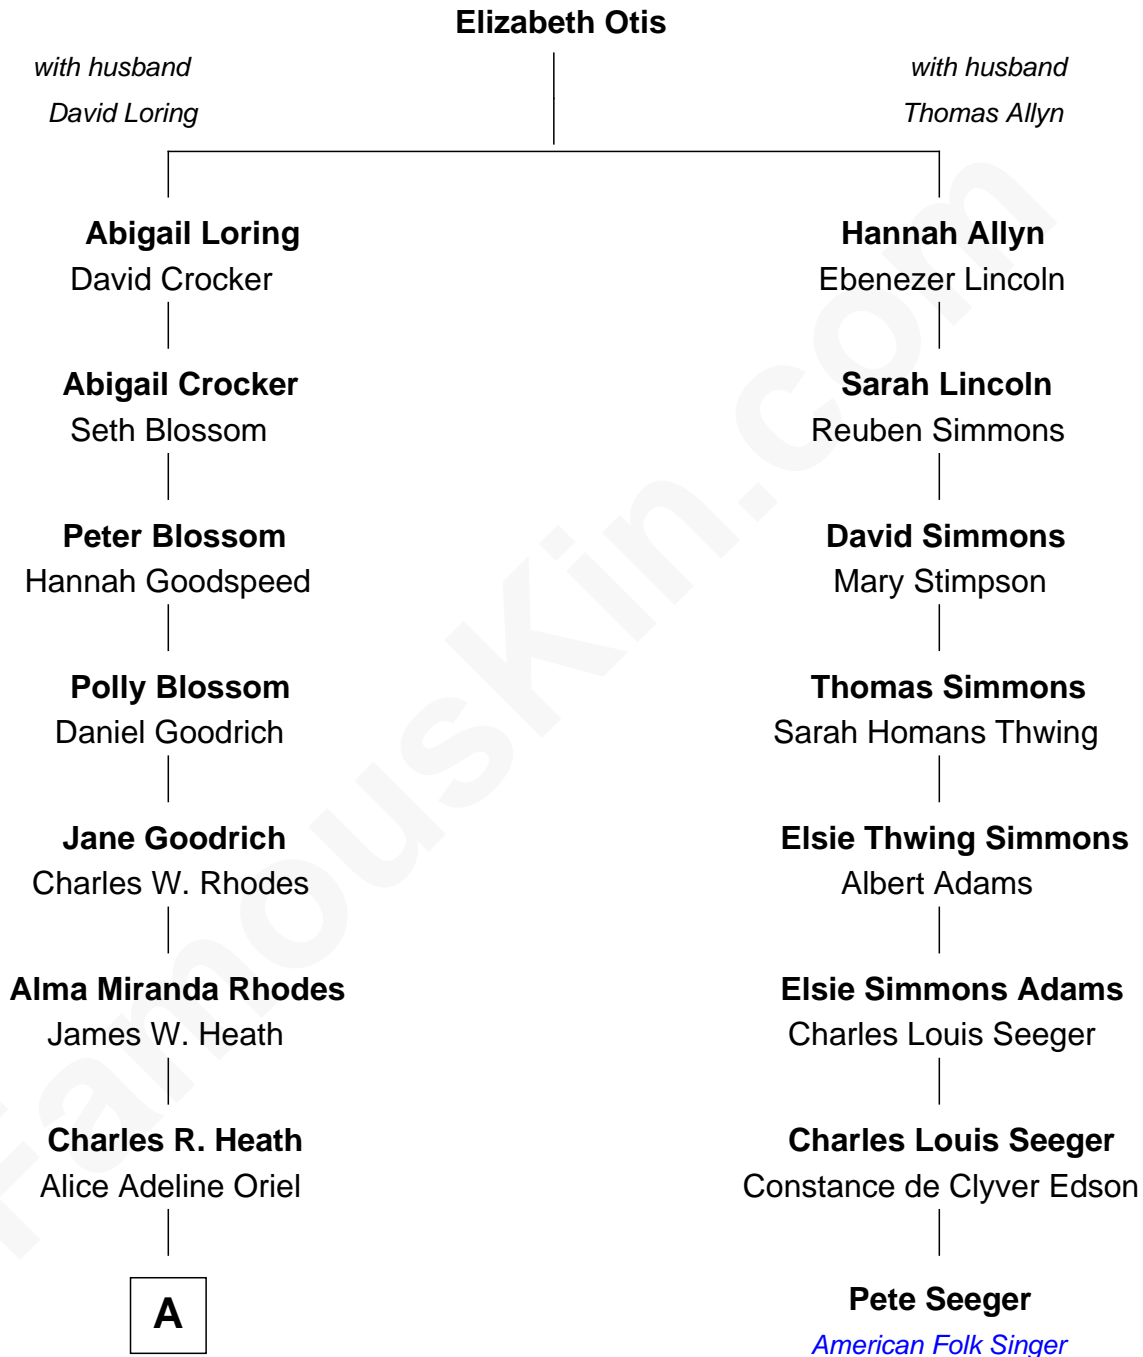 Elizabeth Otis
with husband
David Loring
with husband
Thomas Allyn
Abigail Loring
David Crocker
Hannah Allyn
Ebenezer Lincoln
Abigail Crocker
Seth Blossom
Sarah Lincoln
Reuben Simmons
Peter Blossom
Hannah Goodspeed
David Simmons
Mary Stimpson
Polly Blossom
Daniel Goodrich
Thomas Simmons
Sarah Homans Thwing
Jane Goodrich
Charles W. Rhodes
Elsie Thwing Simmons
Albert Adams
Alma Miranda Rhodes
James W. Heath
Elsie Simmons Adams
Charles Louis Seeger
Charles R. Heath
Alice Adeline Oriel
Charles Louis Seeger
Constance de Clyver Edson
A
Pete Seeger
American Folk Singer
FamousKin.com